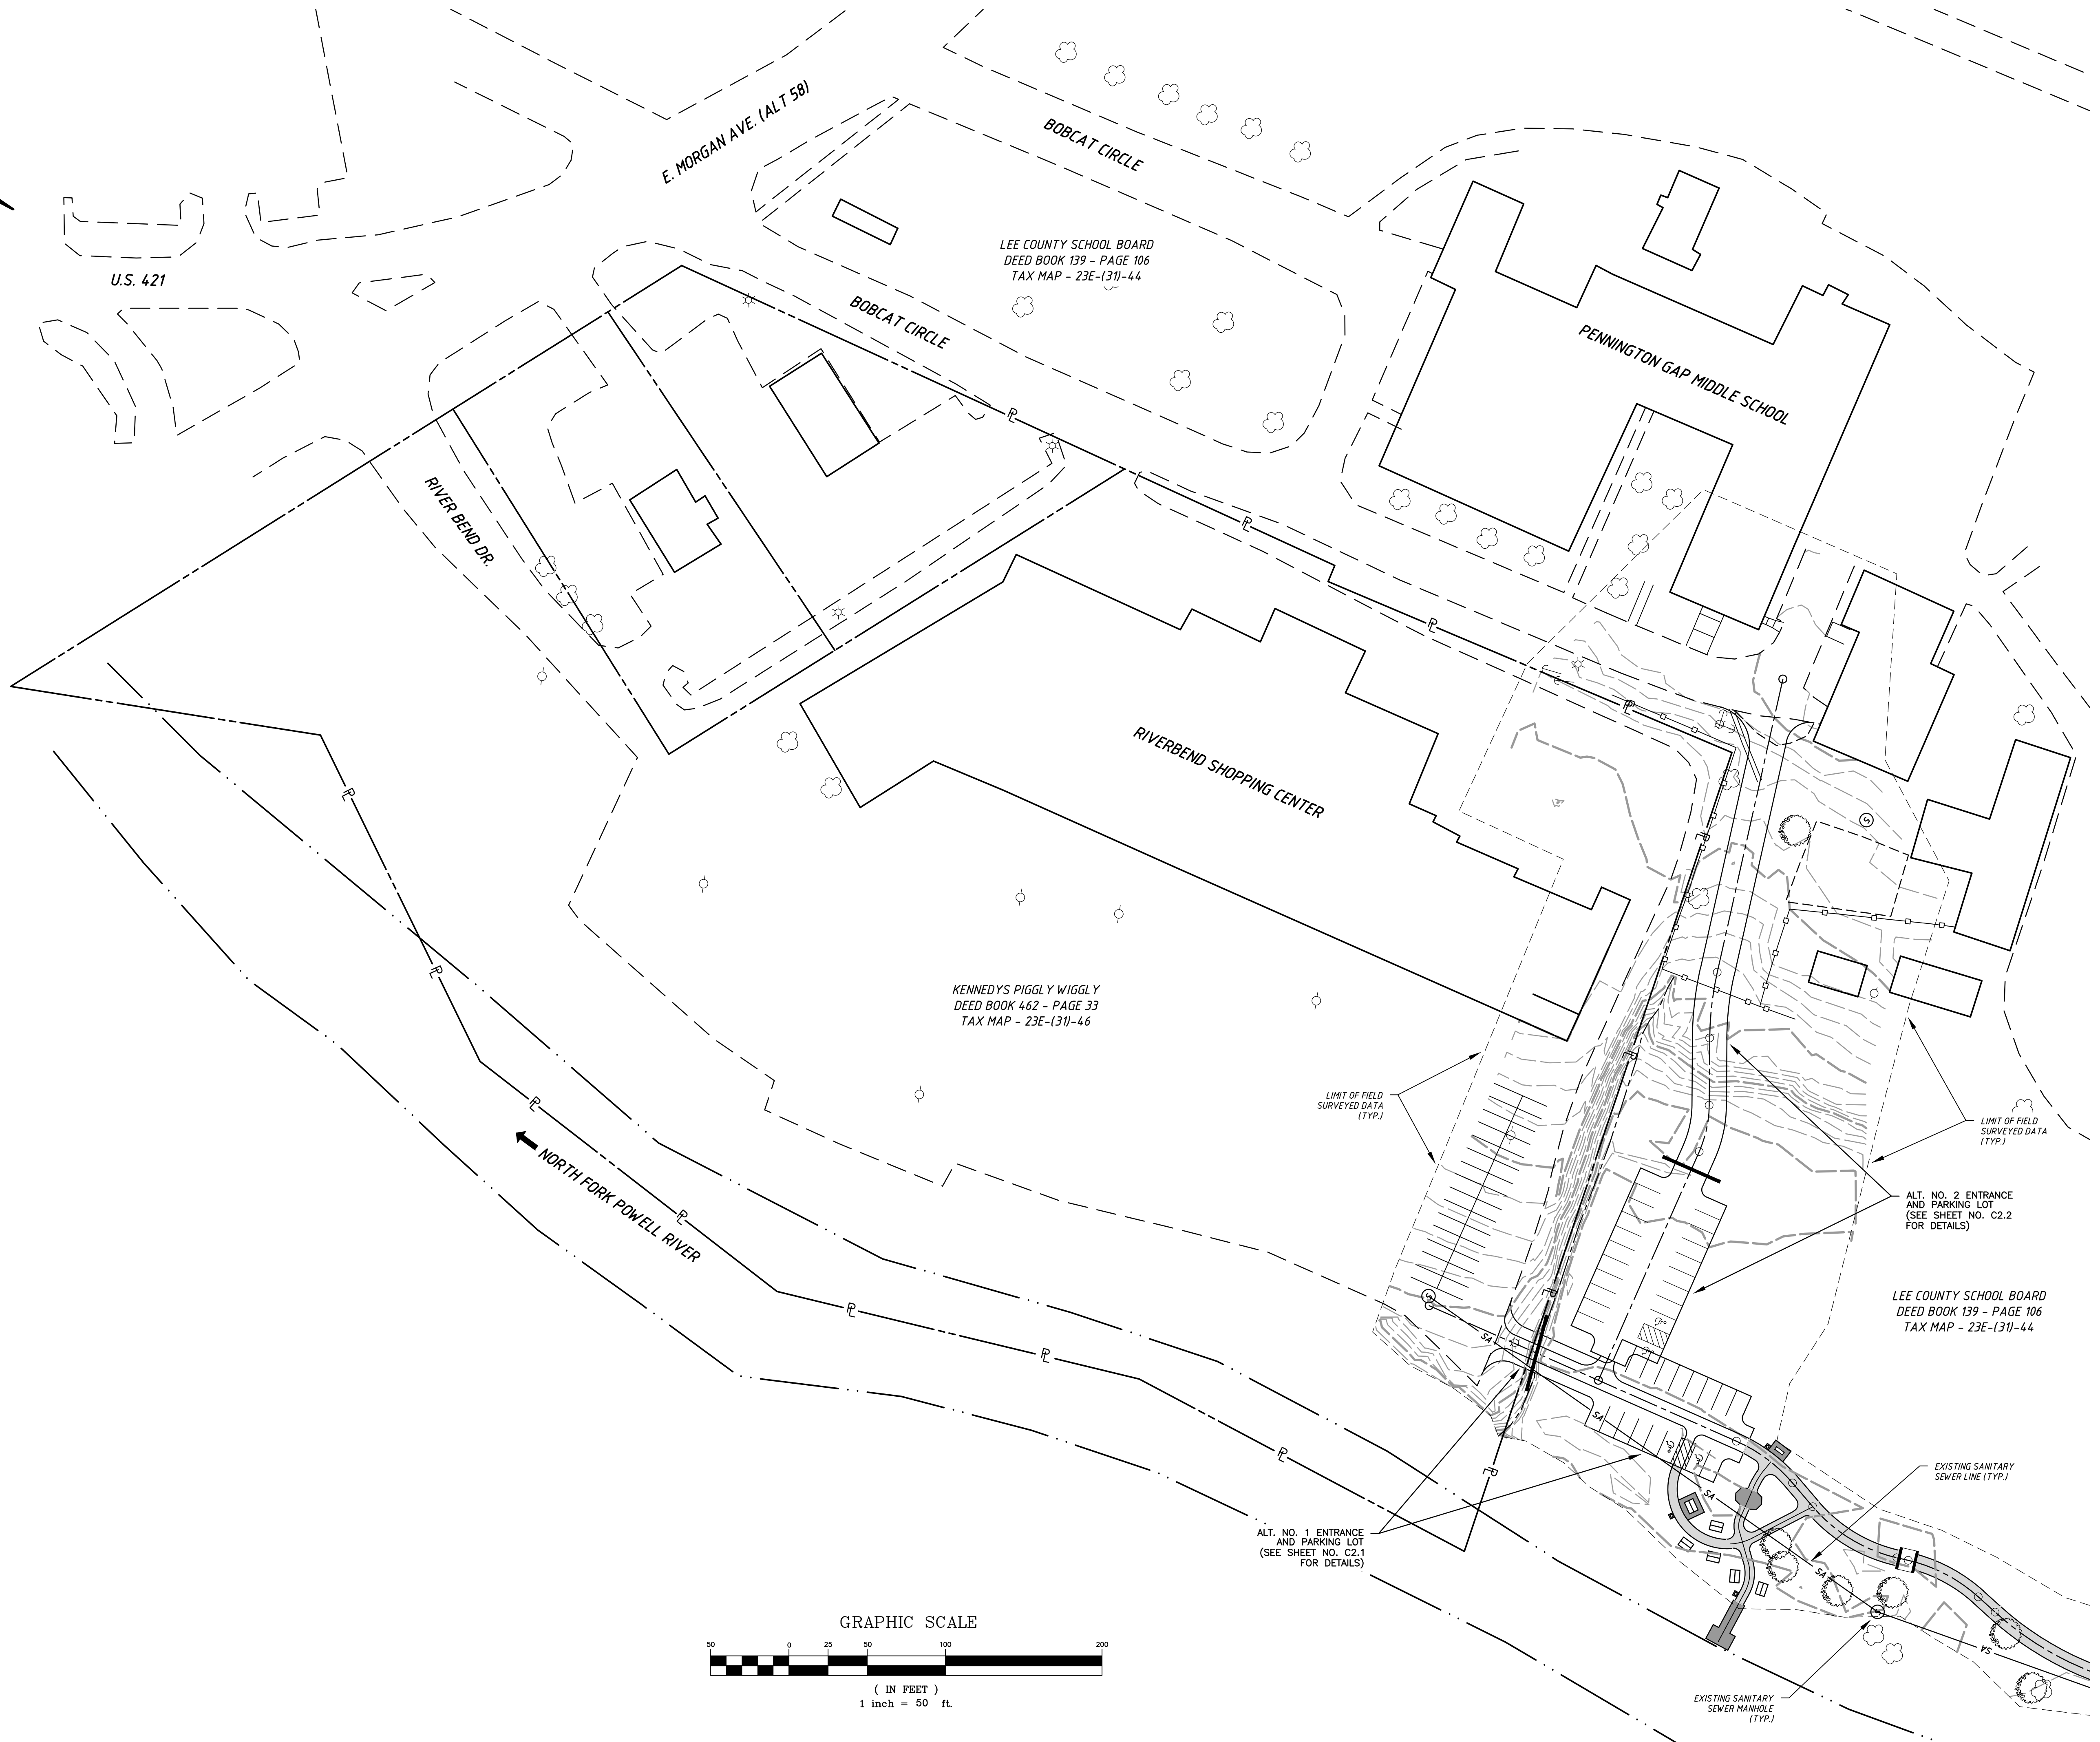 E. MORGAN AVE. (ALT 58)
BOBCAT CIRCLE
U.S. 421
LEE COUNTY SCHOOL BOARD
DEED BOOK 139 - PAGE 106
TAX MAP - 23E-(31)-44
BOBCAT CIRCLE
PENNINGTON GAP MIDDLE SCHOOL
RIVER BEND DR.
RIVERBEND SHOPPING CENTER
KENNEDYS PIGGLY WIGGLY
DEED BOOK 462 - PAGE 33
TAX MAP - 23E-(31)-46
LIMIT OF FIELD
SURVEYED DATA
(TYP.)
LIMIT OF FIELD
SURVEYED DATA
(TYP.)
NORTH FORK POWELL RIVER
ALT. NO. 2 ENTRANCE
AND PARKING LOT
(SEE SHEET NO. C2.2
FOR DETAILS)
LEE COUNTY SCHOOL BOARD
DEED BOOK 139 - PAGE 106
TAX MAP - 23E-(31)-44
SA
SA
EXISTING SANITARY
SEWER LINE (TYP.)
SA
ALT. NO. 1 ENTRANCE
AND PARKING LOT
(SEE SHEET NO. C2.1
FOR DETAILS)
SA
SA
EXISTING SANITARY
SEWER MANHOLE
(TYP.)
GRAPHIC SCALE
50 0 25 50 100 200
( IN FEET )
1 inch = 50 ft.